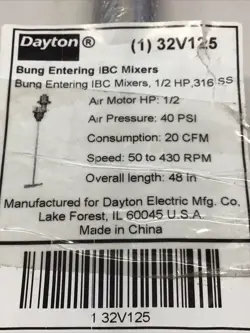 Dayton® (1) 32V125
Bung Entering IBC Mixers
Bung Entering IBC Mixers, 1/2 HP,316 SS
Air Motor HP: 1/2
Air Pressure: 40 PSI
Consumption: 20 CFM
Speed: 50 to 430 RPM
Overall length: 48 in
Manufactured for Dayton Electric Mfg. Co.
Lake Forest, IL 60045 U.S.A.
Made in China
1 32V125